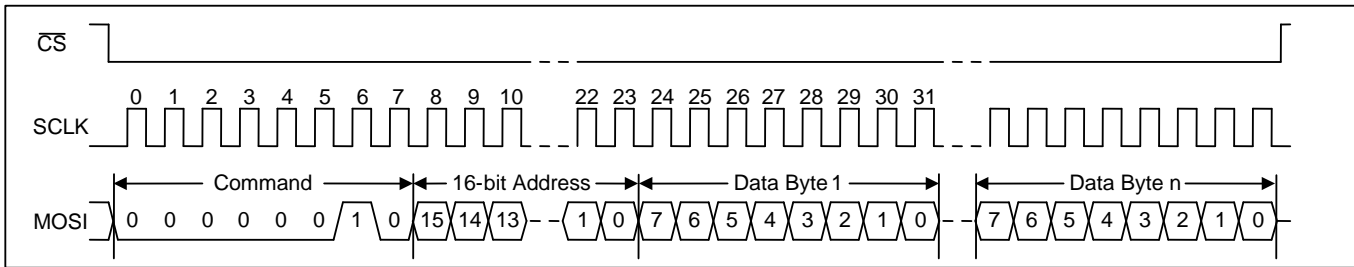 CS
0 1 2 3 4 5 6 7 8 9 10 22 23 24 25 26 27 28 29 30 31
SCLK
Command 16-bit Address Data Byte 1 Data Byte n
MOSI 0 0 0 0 0 0 1 0 15 14 13 1 0 7 6 5 4 3 2 1 0 7 6 5 4 3 2 1 0